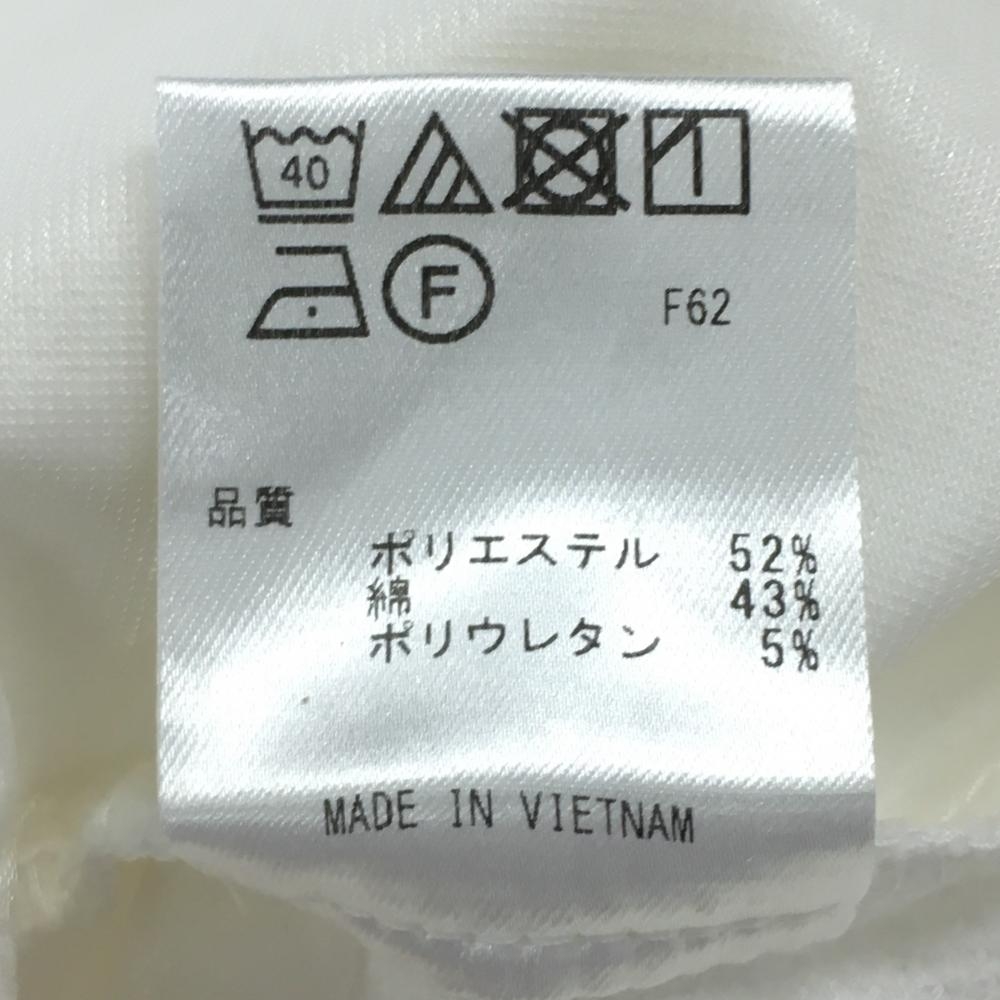 40
F F62
品質
ポリエステル 52%
綿 43%
ポリウレタン 5%
MADE IN VIETNAM